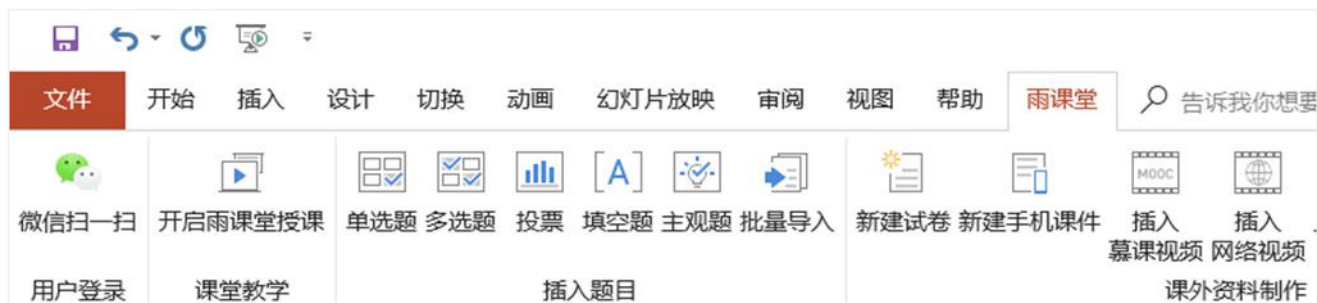 文件 开始 插入 设计 切换 动画 幻灯片放映 审阅 视图 帮助 雨课堂 告诉我你想要
A MOOC
微信扫一扫 开启雨课堂授课 单选题 多选题 投票 填空题 主观题 批量导入 新建试卷 新建手机课件 插入 插入
慕课视频 网络视频
用户登录 课堂教学 插入题目 课外资料制作